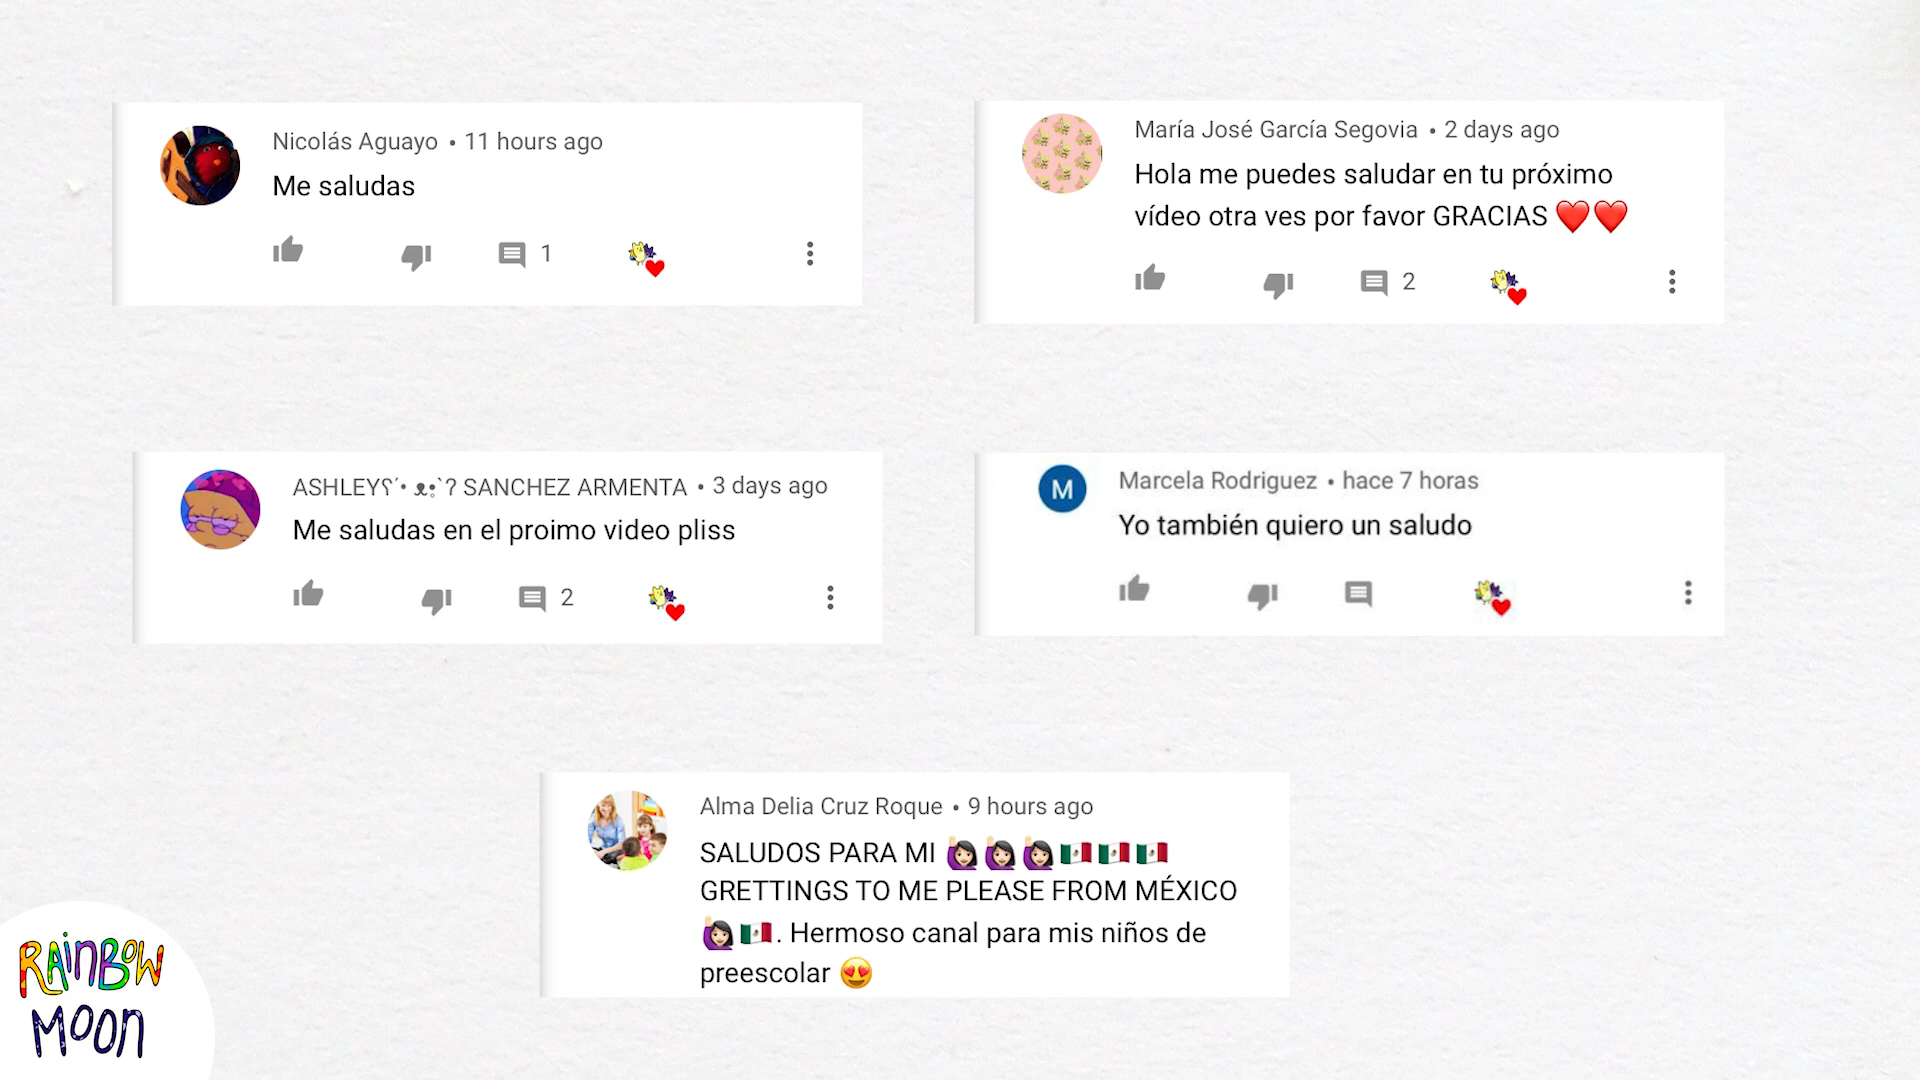 Nicolás Aguayo • 11 hours ago
Me saludas
1
María José García Segovia • 2 days ago
Hola me puedes saludar en tu próximo
vídeo otra ves por favor GRACIAS ❤️❤️
2
ASHLEYʕ´• ᴥ•̥`ʔ SANCHEZ ARMENTA • 3 days ago
Me saludas en el proimo video pliss
2
M
Marcela Rodriguez • hace 7 horas
Yo también quiero un saludo
Alma Delia Cruz Roque • 9 hours ago
SALUDOS PARA MI 🙋🏻‍♀️🙋🏻‍♀️🙋🏻‍♀️🇲🇽🇲🇽🇲🇽
GRETTINGS TO ME PLEASE FROM MÉXICO
🙋🏻‍♀️🇲🇽. Hermoso canal para mis niños de
preescolar 😍
RAiNBOW
MOON